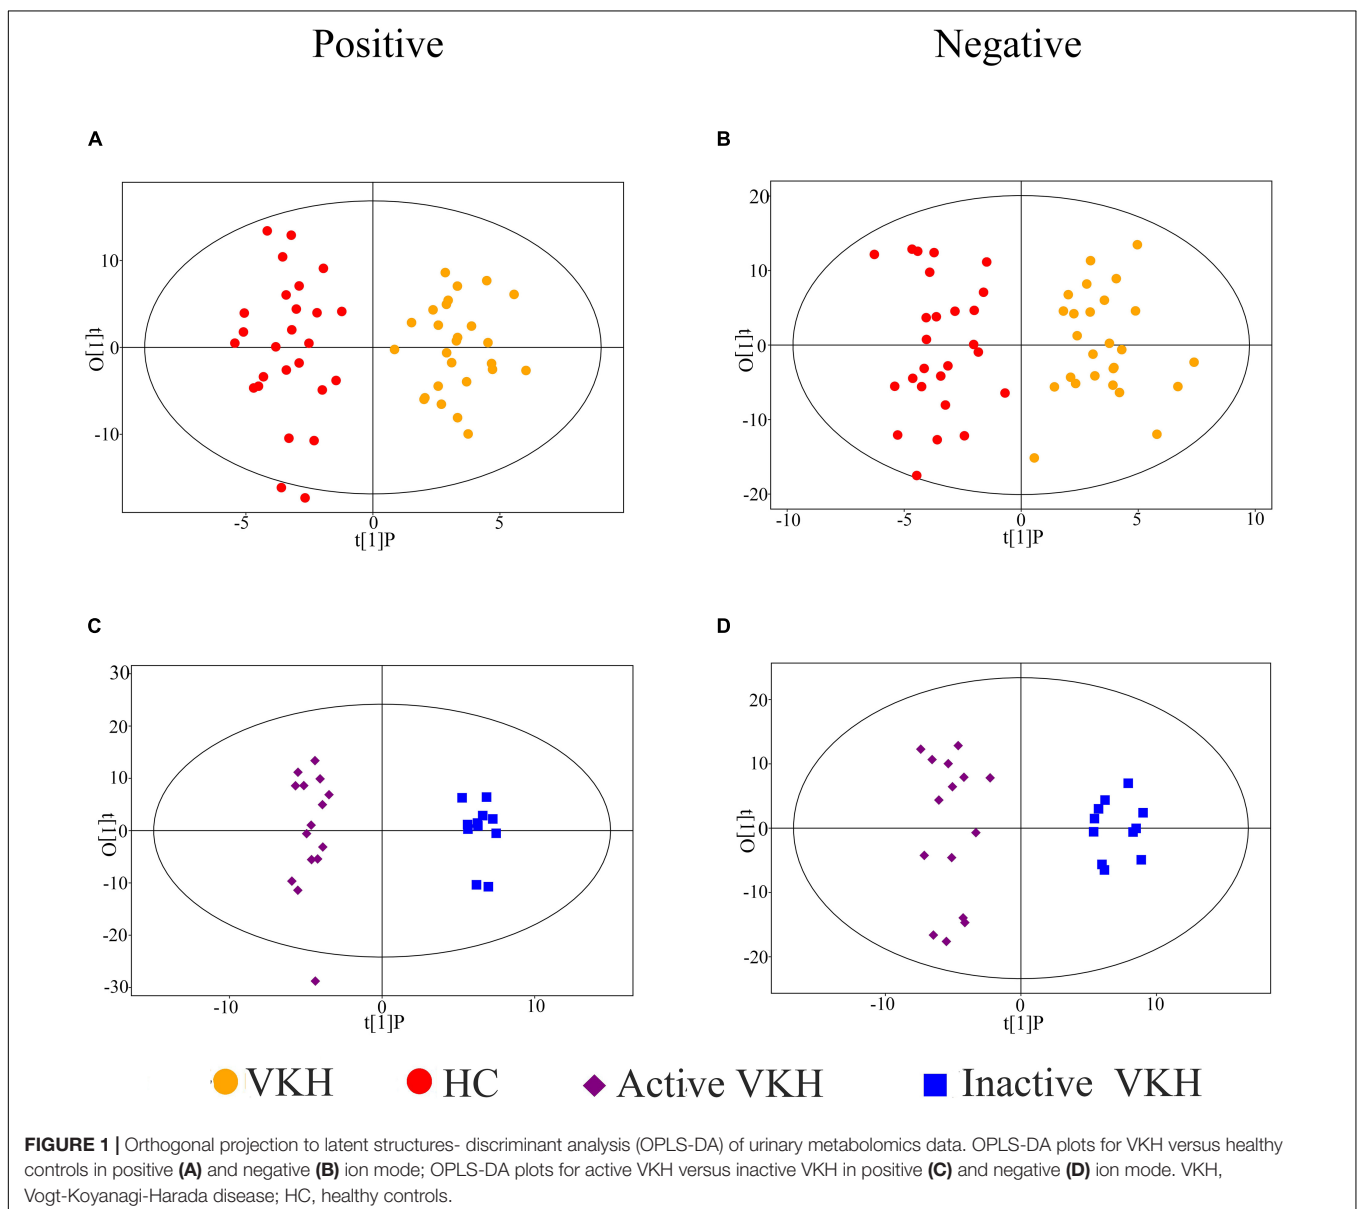 Positive
Negative
A
B
10
0
-10
O[1]t
-5
0
5
t[1]P
20
10
0
-10
-20
O[1]t
-10
-5
0
5
10
t[1]P
C
D
30
20
10
0
-10
-20
-30
O[1]t
-10
0
10
t[1]P
20
10
0
-10
-20
O[1]t
-10
0
10
t[1]P
VKH HC Active VKH Inactive VKH
FIGURE 1 | Orthogonal projection to latent structures- discriminant analysis (OPLS-DA) of urinary metabolomics data. OPLS-DA plots for VKH versus healthy
controls in positive (A) and negative (B) ion mode; OPLS-DA plots for active VKH versus inactive VKH in positive (C) and negative (D) ion mode. VKH,
Vogt-Koyanagi-Harada disease; HC, healthy controls.